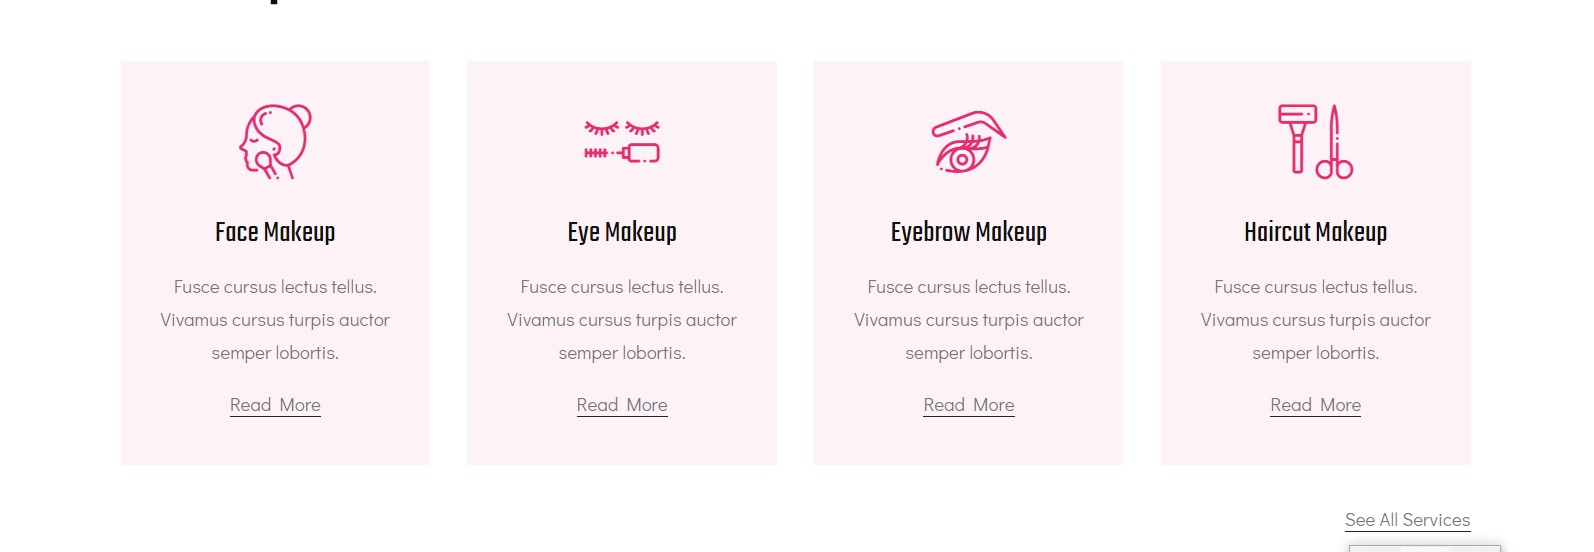 Face Makeup
Fusce cursus lectus tellus.
Vivamus cursus turpis auctor
semper lobortis.
Read More
Eye Makeup
Fusce cursus lectus tellus.
Vivamus cursus turpis auctor
semper lobortis.
Read More
Eyebrow Makeup
Fusce cursus lectus tellus.
Vivamus cursus turpis auctor
semper lobortis.
Read More
Haircut Makeup
Fusce cursus lectus tellus.
Vivamus cursus turpis auctor
semper lobortis.
Read More
See All Services